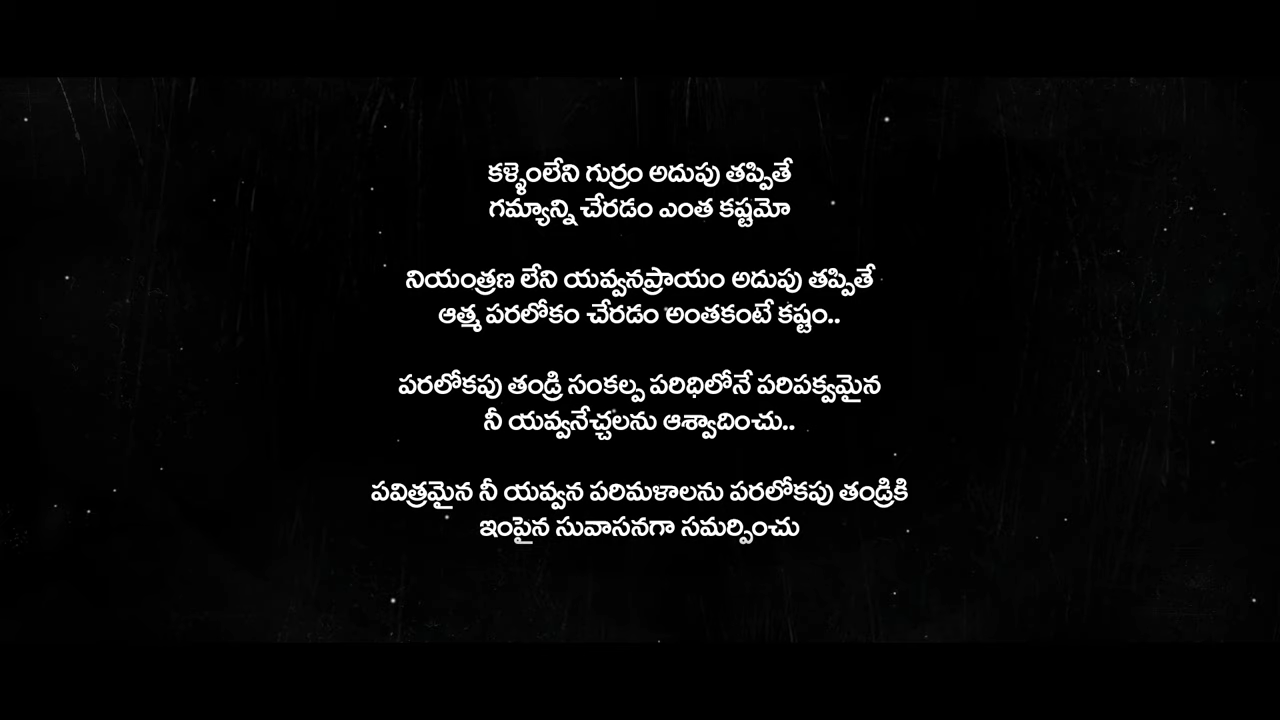 కళ్ళెంలేని గుర్రం అదుపు తప్పితే
గమ్యాన్ని చేరడం ఎంత కష్టమో
నియంత్రణ లేని యవ్వనప్రాయం అదుపు తప్పితే
ఆత్మ పరలోకం చేరడం అంతకంటే కష్టం..
పరలోకపు తండ్రి సంకల్ప పరిధిలోనే పరిపక్వమైన
నీ యవ్వనేచ్ఛలను ఆశ్వాదించు..
పవిత్రమైన నీ యవ్వన పరిమళాలను పరలోకపు తండ్రికి
ఇంపైన సువాసనగా సమర్పించు